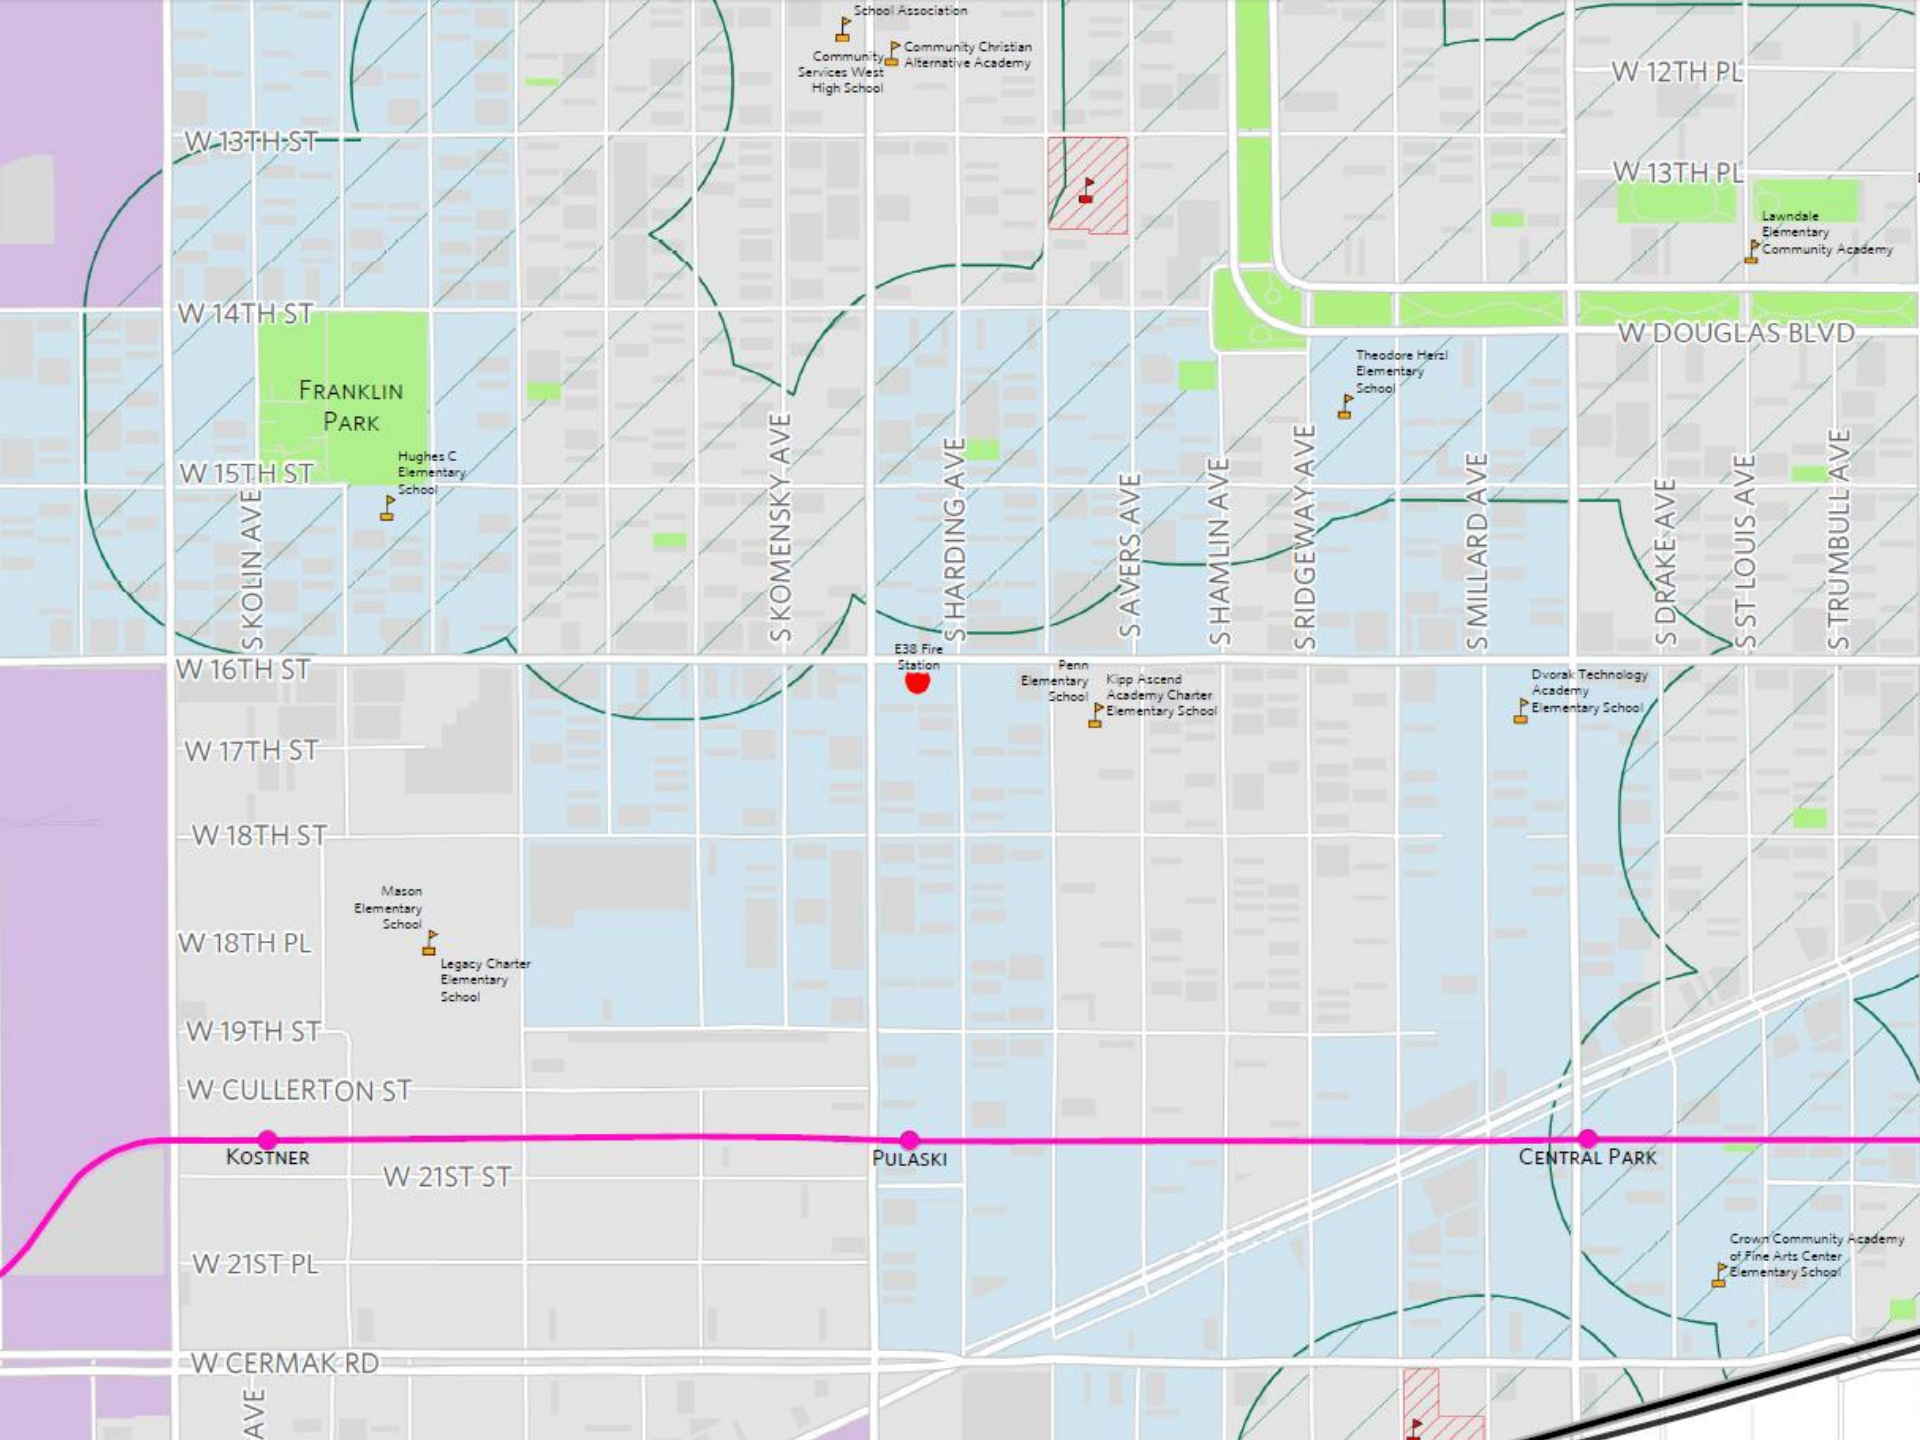 School Association
Community Christian
Alternative Academy
Community
Services West
High School
W 12TH PL
W 13TH ST
W 13TH PL
Lawndale
Elementary
Community Academy
W 14TH ST
W DOUGLAS BLVD
Theodore Herzl
Elementary
School
FRANKLIN
PARK
Hughes C
Elementary
School
W 15TH ST
S KOLIN AVE
S KOMENSKY AVE
S HARDING AVE
S AVERS AVE
S HAMLIN AVE
S RIDGEWAY AVE
S MILLARD AVE
S DRAKE AVE
S ST LOUIS AVE
S TRUMBULL AVE
E38 Fire
Station
W 16TH ST
Penn
Elementary
School
Kipp Ascend
Academy Charter
Elementary School
Dvorak Technology
Academy
Elementary School
W 17TH ST
W 18TH ST
Mason
Elementary
School
W 18TH PL
Legacy Charter
Elementary
School
W 19TH ST
W CULLERTON ST
KOSTNER
PULASKI
CENTRAL PARK
W 21ST ST
W 21ST PL
Crown Community Academy
of Fine Arts Center
Elementary School
W CERMAK RD
AVE